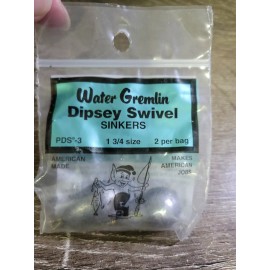 Water Gremlin
Dipsey Swivel
SINKERS
PDS®-3 1 3/4 size 2 per bag
AMERICAN MADE
MAKES AMERICAN JOBS